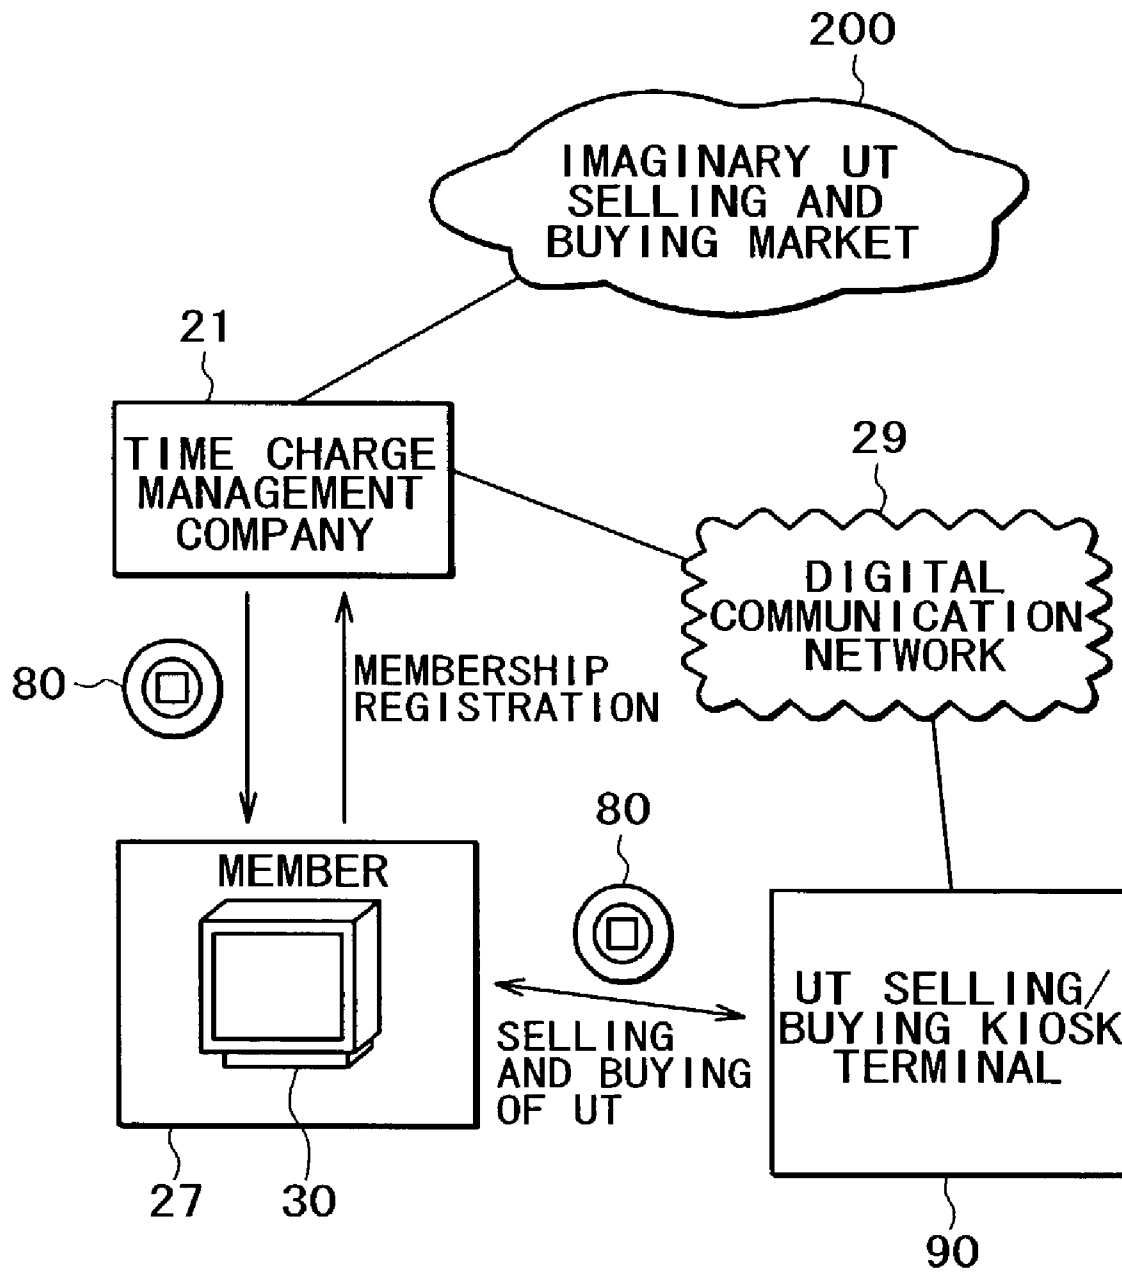 200
IMAGINARY UT
SELLING AND
BUYING MARKET
21
TIME CHARGE
MANAGEMENT
COMPANY
29
DIGITAL
COMMUNICATION
NETWORK
80
MEMBERSHIP
REGISTRATION
80
MEMBER
UT SELLING/
BUYING KIOSK
TERMINAL
SELLING
AND BUYING
OF UT
27
30
90